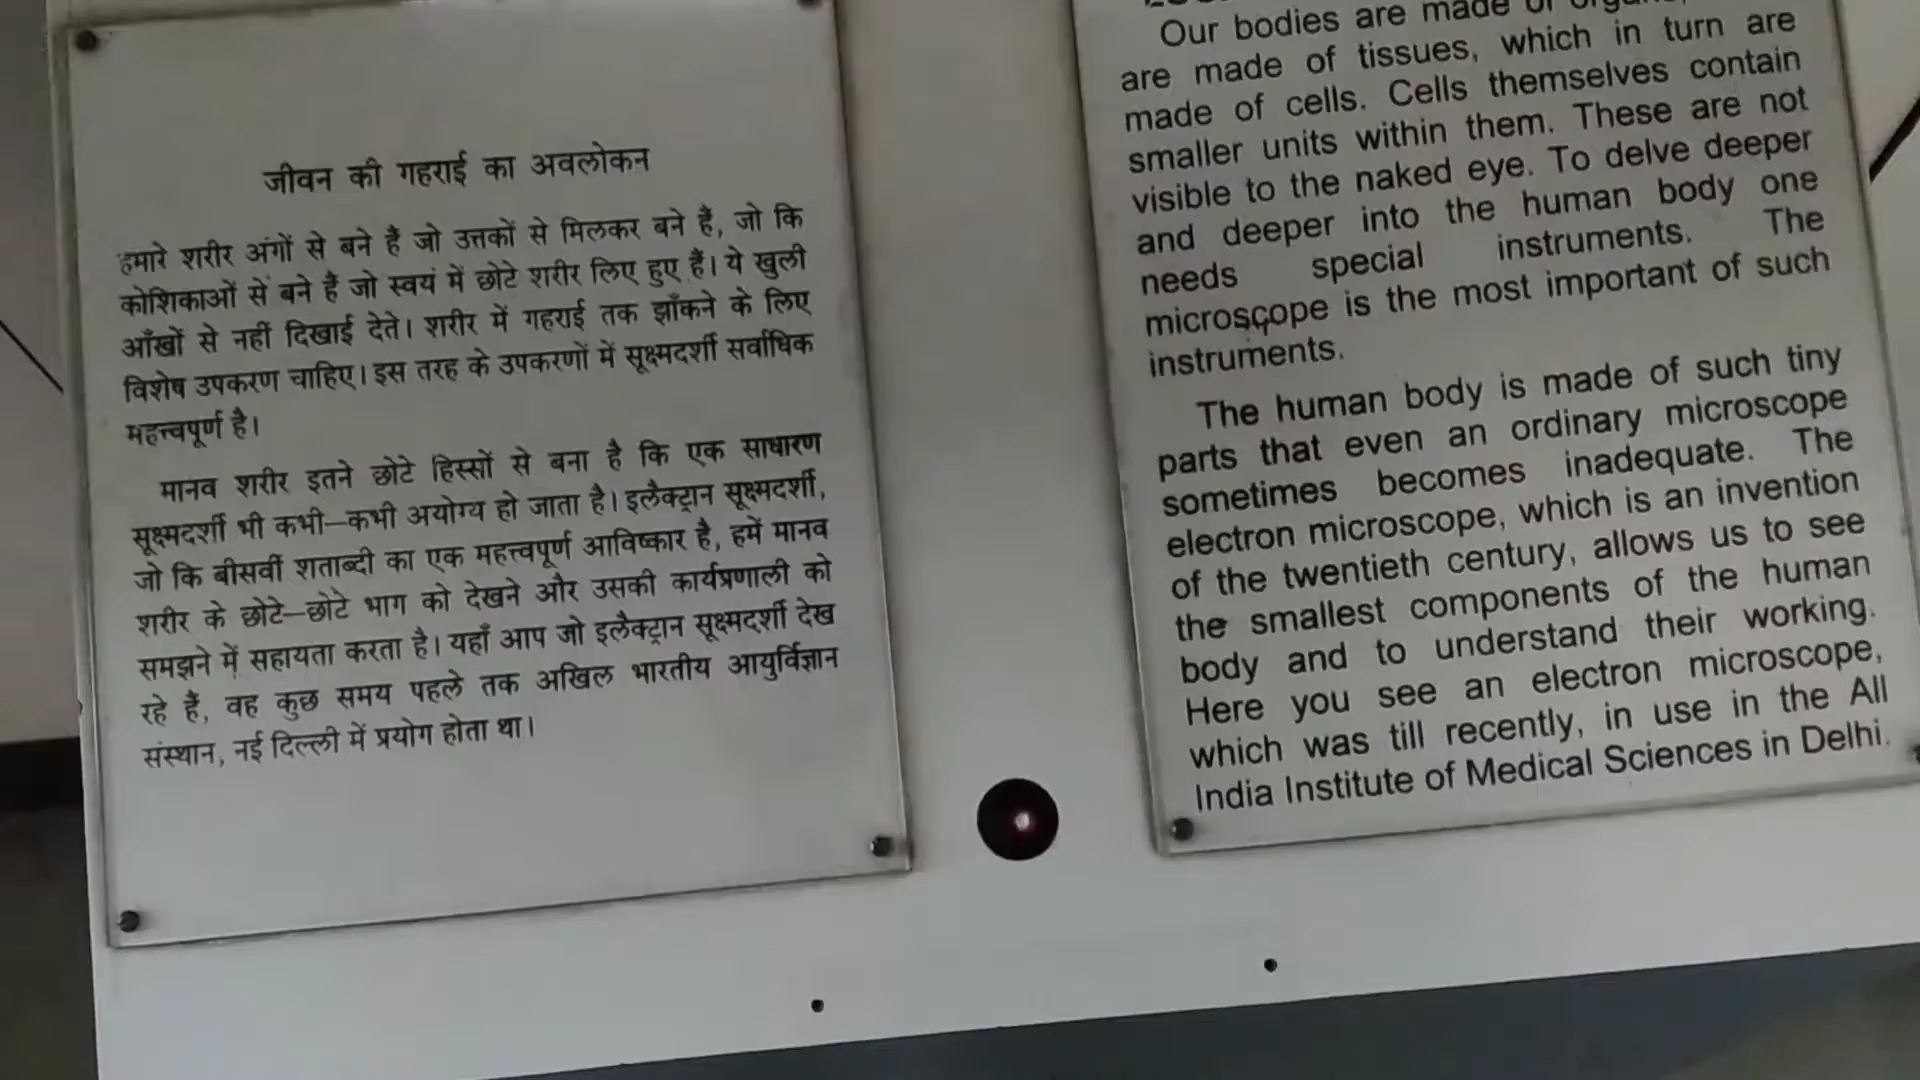 जीवन की गहराई का अवलोकन
हमारे शरीर अंगों से बने हैं जो उत्तकों से मिलकर बने हैं, जो कि
कोशिकाओं से बने हैं जो स्वयं में छोटे शरीर लिए हुए हैं। ये खुली
आँखों से नहीं दिखाई देते। शरीर में गहराई तक झाँकने के लिए
विशेष उपकरण चाहिए। इस तरह के उपकरणों में सूक्ष्मदर्शी सर्वाधिक
महत्त्वपूर्ण है।
मानव शरीर इतने छोटे हिस्सों से बना है कि एक साधारण
सूक्ष्मदर्शी भी कभी–कभी अयोग्य हो जाता है। इलैक्ट्रान सूक्ष्मदर्शी,
जो कि बीसवीं शताब्दी का एक महत्त्वपूर्ण आविष्कार है, हमें मानव
शरीर के छोटे–छोटे भाग को देखने और उसकी कार्यप्रणाली को
समझने में सहायता करता है। यहाँ आप जो इलैक्ट्रान सूक्ष्मदर्शी देख
रहे हैं, वह कुछ समय पहले तक अखिल भारतीय आयुर्विज्ञान
संस्थान, नई दिल्ली में प्रयोग होता था।
Our bodies are made of
are made of tissues, which in turn are
made of cells. Cells themselves contain
smaller units within them. These are not
visible to the naked eye. To delve deeper
and deeper into the human body one
needs special instruments. The
microscope is the most important of such
instruments.
The human body is made of such tiny
parts that even an ordinary microscope
sometimes becomes inadequate. The
electron microscope, which is an invention
of the twentieth century, allows us to see
the smallest components of the human
body and to understand their working.
Here you see an electron microscope,
which was till recently, in use in the All
India Institute of Medical Sciences in Delhi.